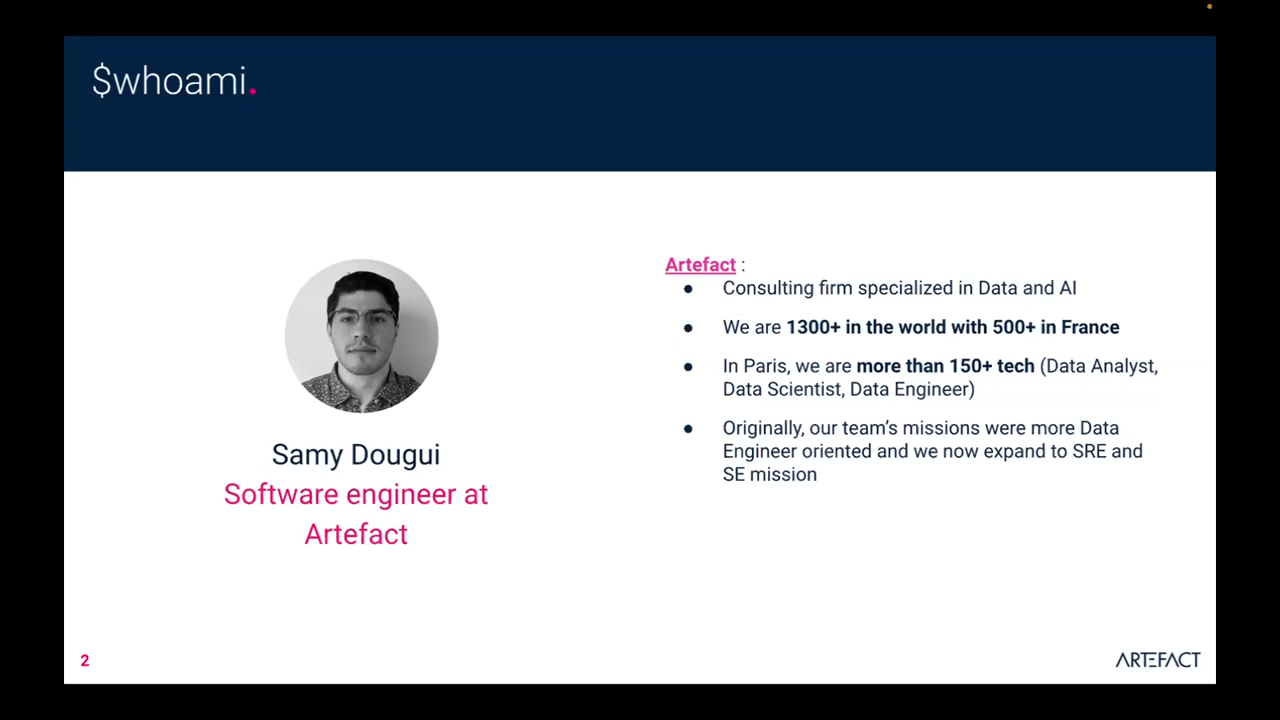 $whoami.
Samy Dougui
Software engineer at
Artefact
Artefact :
● Consulting firm specialized in Data and AI
● We are 1300+ in the world with 500+ in France
● In Paris, we are more than 150+ tech (Data Analyst,
Data Scientist, Data Engineer)
● Originally, our team’s missions were more Data
Engineer oriented and we now expand to SRE and
SE mission
2
ARTEFACT